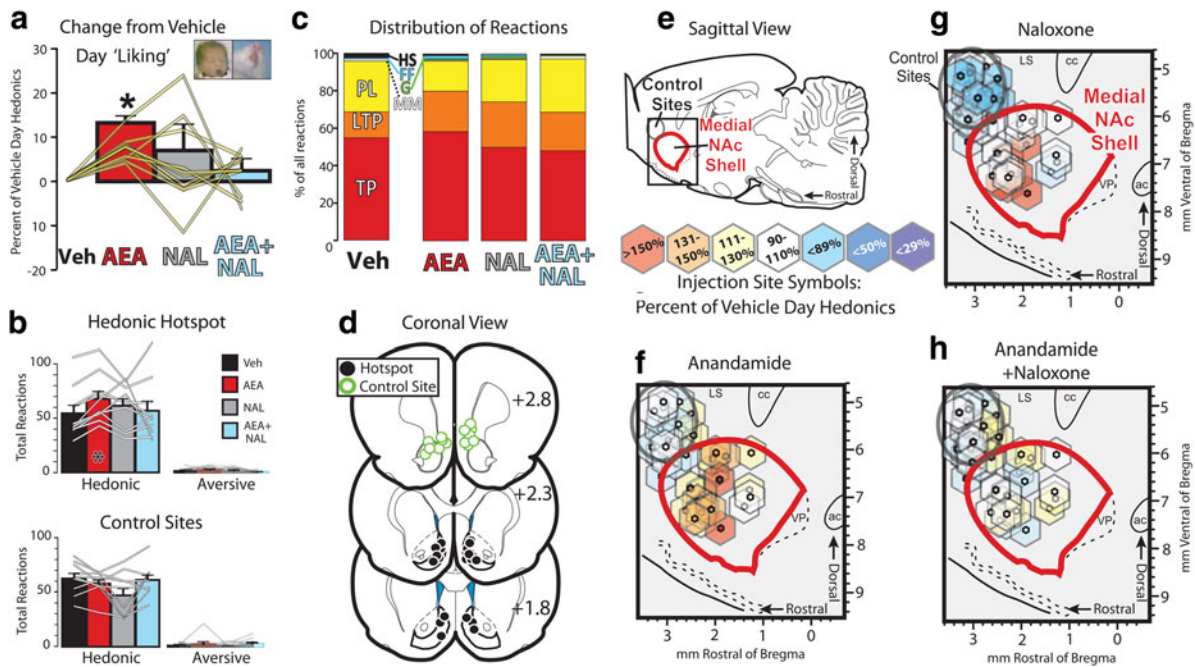 a
Change from Vehicle
Day 'Liking'
Percent of Vehicle Day Hedonics
30
20
10
0
10
-20
*
Veh AEA NAL AEA+
NAL
b
Hedonic Hotspot
Total Reactions
100
50
0
Veh
AEA
NAL
AEA+
NAL
Hedonic Aversive
Control Sites
Total Reactions
100
50
0
Hedonic Aversive
c
Distribution of Reactions
% of all reactions
100
80
60
40
20
0
HS
FF
G
MM
PL
LTP
TP
Veh AEA NAL AEA+
NAL
d
Coronal View
Hotspot
Control Site
+2.8
+2.3
+1.8
e
Sagittal View
Control
Sites
Medial
NAc
Shell
Dorsal
Rostral
>150% 131-150% 111-130% 90-110% <89% <50% <29%
Injection Site Symbols:
Percent of Vehicle Day Hedonics
f
Anandamide
LS
cc
VP
ac
Dorsal
Rostral
5
6
7
8
9
3 2 1 0
mm Rostral of Bregma
g
Naloxone
Control
Sites
LS
cc
Medial
NAc
Shell
VP
ac
Dorsal
Rostral
5
6
7
8
9
mm Ventral of Bregma
3 2 1 0
h
Anandamide
+Naloxone
LS
cc
VP
ac
Dorsal
Rostral
5
6
7
8
9
mm Ventral of Bregma
3 2 1 0
mm Rostral of Bregma